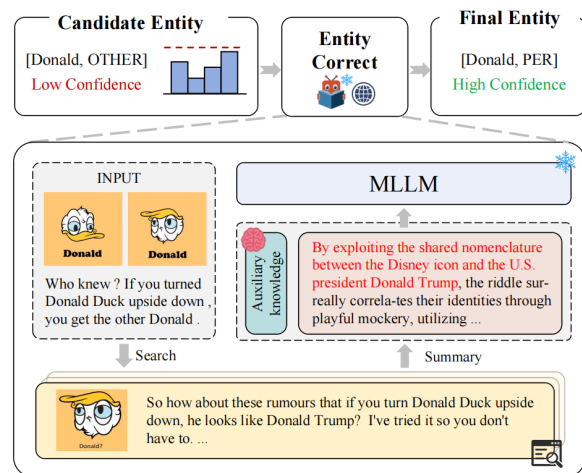 Candidate Entity
[Donald, OTHER]
Low Confidence
Entity
Correct
Final Entity
[Donald, PER]
High Confidence
INPUT
Donald
Donald
Who knew ? If you turned
Donald Duck upside down ,
you get the other Donald .
MLLM
Auxiliary
knowledge
By exploiting the shared nomenclature
between the Disney icon and the U.S.
president Donald Trump, the riddle sur-
really correla-tes their identities through
playful mockery, utilizing ...
Search
Summary
Donald?
So how about these rumours that if you turn Donald Duck upside
down, he looks like Donald Trump? I've tried it so you don't
have to. ...